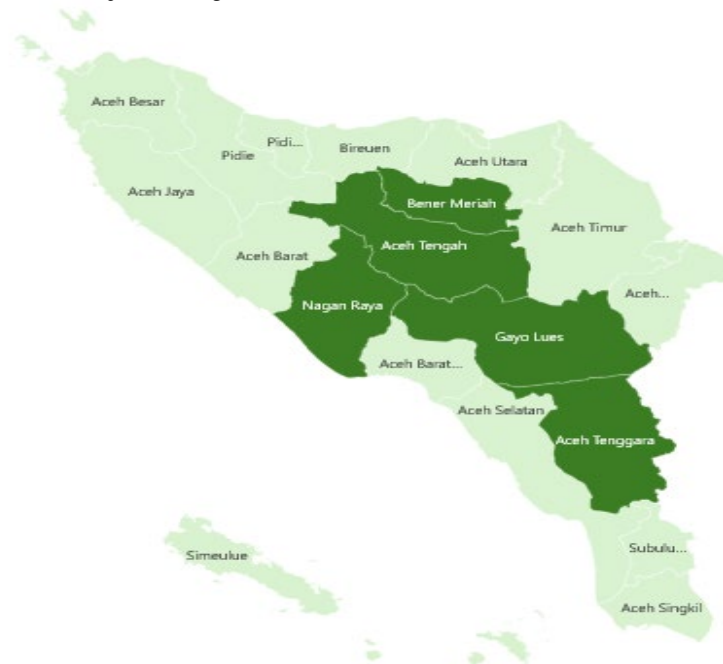 Aceh Besar
Pidie
Pidi...
Bireuen
Aceh Utara
Aceh Jaya
Bener Meriah
Aceh Timur
Aceh Barat
Aceh Tengah
Aceh...
Nagan Raya
Gayo Lues
Aceh Barat...
Aceh Selatan
Aceh Tenggara
Simeulue
Subulu...
Aceh Singkil